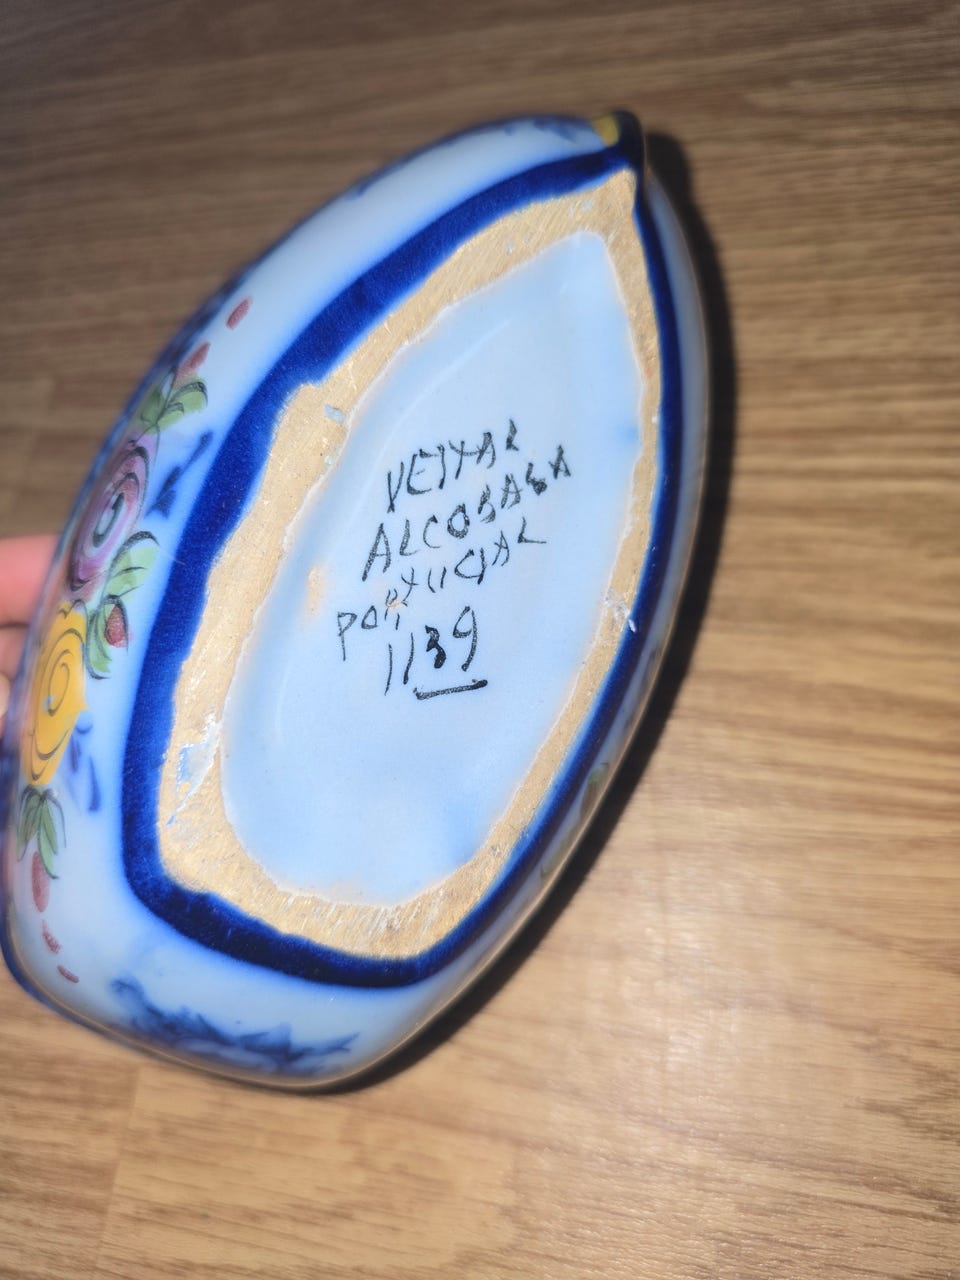 VESTAL
ALCOBAÇA
PORTUGAL
1139